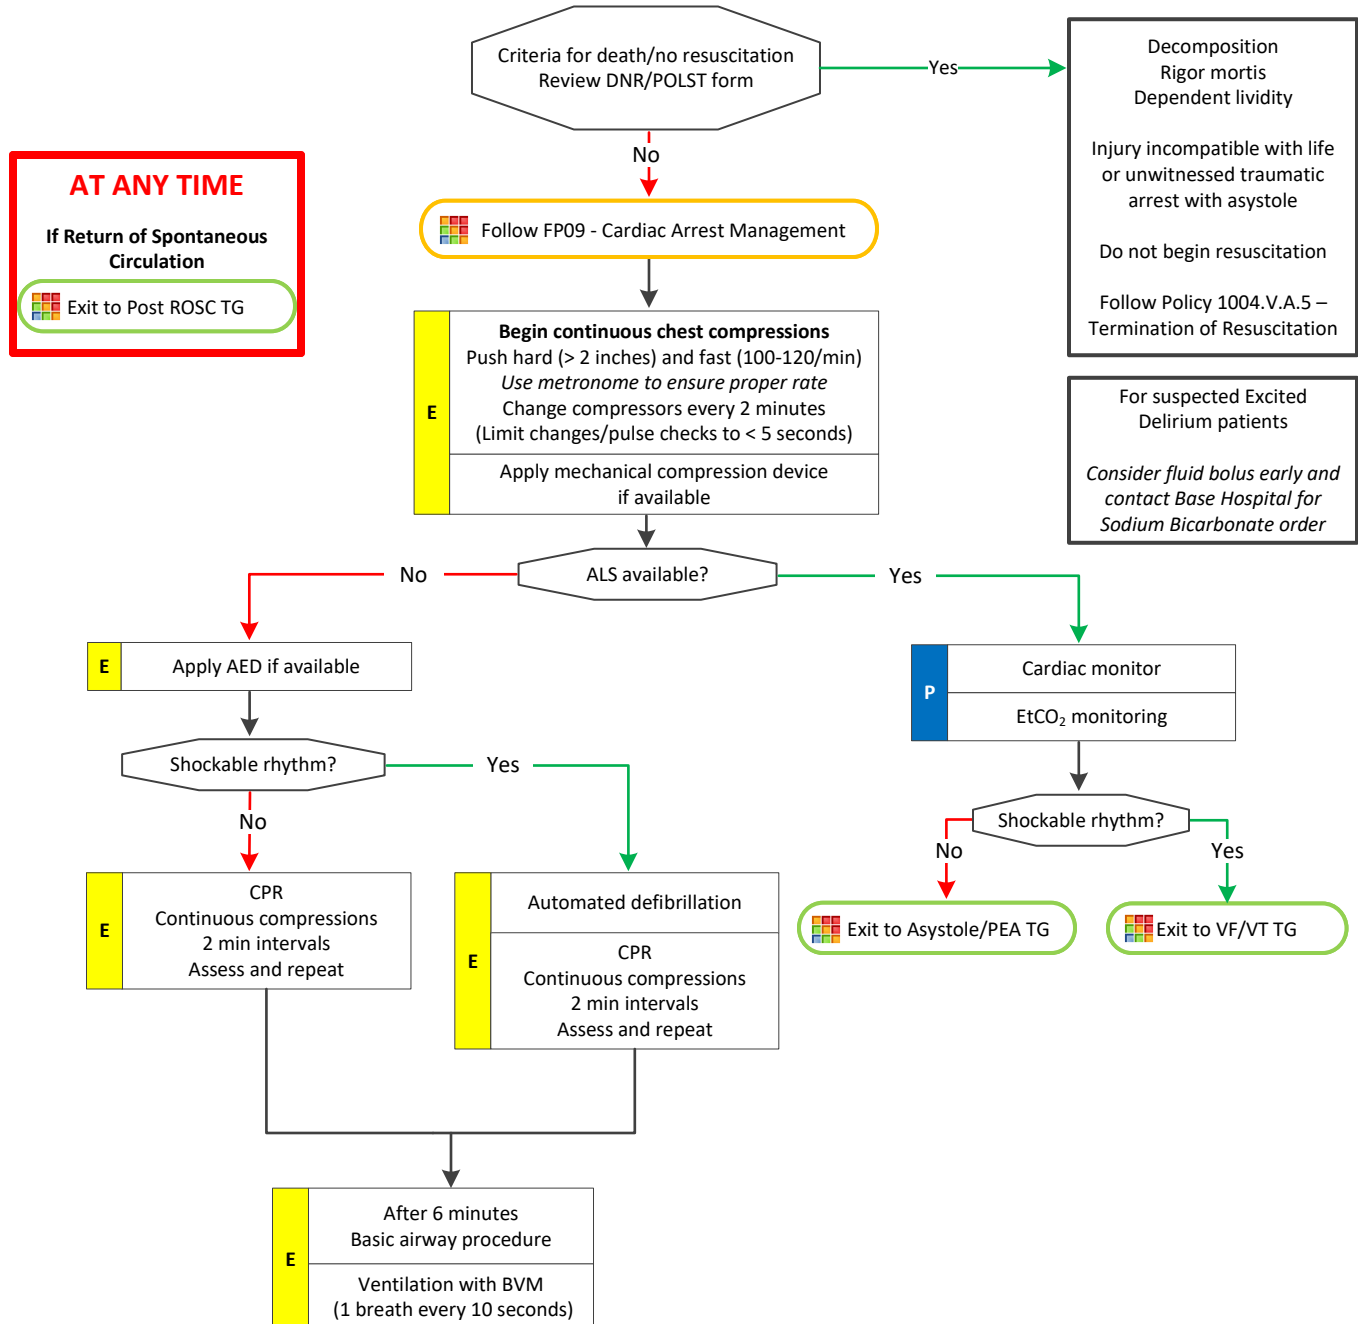 Criteria for death/no resuscitation
Review DNR/POLST form
Yes
Decomposition
Rigor mortis
Dependent lividity
Injury incompatible with life
or unwitnessed traumatic
arrest with asystole
Do not begin resuscitation
Follow Policy 1004.V.A.5 –
Termination of Resuscitation
No
AT ANY TIME
If Return of Spontaneous
Circulation
Exit to Post ROSC TG
Follow FP09 - Cardiac Arrest Management
E
Begin continuous chest compressions
Push hard (> 2 inches) and fast (100-120/min)
Use metronome to ensure proper rate
Change compressors every 2 minutes
(Limit changes/pulse checks to < 5 seconds)
Apply mechanical compression device
if available
For suspected Excited
Delirium patients
Consider fluid bolus early and
contact Base Hospital for
Sodium Bicarbonate order
ALS available?
No
Yes
E
Apply AED if available
P
Cardiac monitor
EtCO₂ monitoring
Shockable rhythm?
Yes
No
Shockable rhythm?
No
Yes
E
CPR
Continuous compressions
2 min intervals
Assess and repeat
E
Automated defibrillation
CPR
Continuous compressions
2 min intervals
Assess and repeat
Exit to Asystole/PEA TG
Exit to VF/VT TG
E
After 6 minutes
Basic airway procedure
Ventilation with BVM
(1 breath every 10 seconds)